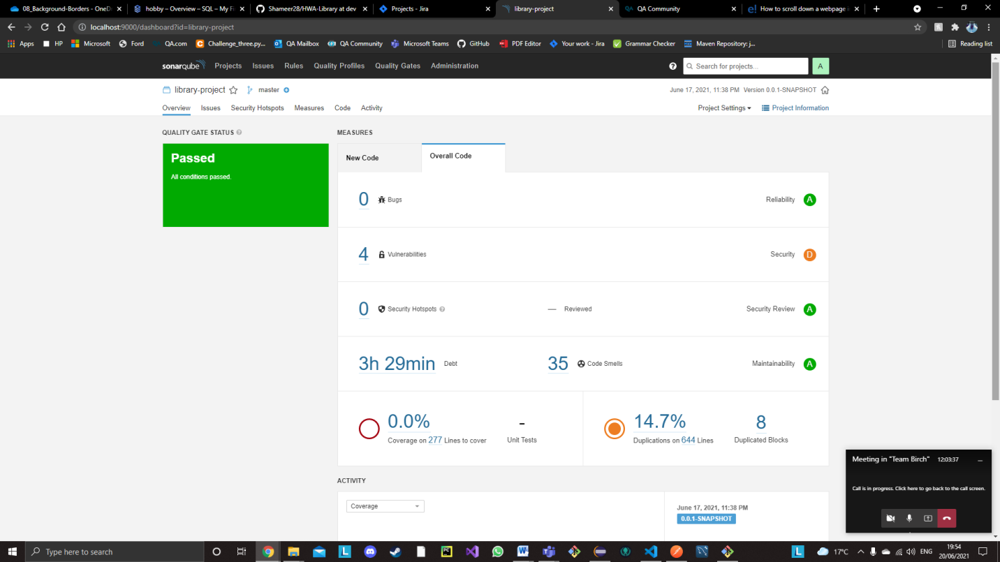 08_Background-Borders - OneD
hobby – Overview – SQL – My Fi
Shameer28/HWA-Library at dev
Projects - Jira
library-project
QA Community
How to scroll down a webpage i
localhost:9000/dashboard?id=library-project
Apps
HP
Microsoft
Ford
QA.com
Challenge_three.py...
QA Mailbox
QA Community
Microsoft Teams
GitHub
PDF Editor
Your work - Jira
Grammar Checker
Maven Repository: j...
Reading list
sonarqube
Projects
Issues
Rules
Quality Profiles
Quality Gates
Administration
Search for projects...
A
library-project
master
June 17, 2021, 11:38 PM Version 0.0.1-SNAPSHOT
Overview
Issues
Security Hotspots
Measures
Code
Activity
Project Settings
Project Information
QUALITY GATE STATUS
MEASURES
Passed
All conditions passed.
New Code
Overall Code
0 Bugs
Reliability A
4 Vulnerabilities
Security D
0 Security Hotspots
— Reviewed
Security Review A
3h 29min Debt
35 Code Smells
Maintainability A
0.0%
Coverage on 277 Lines to cover
-
Unit Tests
14.7%
Duplications on 644 Lines
8
Duplicated Blocks
Meeting in "Team Birch" 12:03:37
Call is in progress. Click here to go back to the call screen.
ACTIVITY
Coverage
June 17, 2021, 11:38 PM
0.0.1-SNAPSHOT
Type here to search
17°C
ENG
19:54
20/06/2021